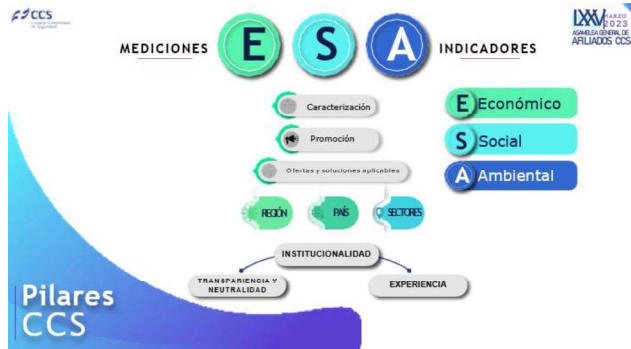 CCS
LXXV MARZO 2023
ASAMBLEA GENERAL DE
AFILIADOS CCS
MEDICIONES E S A INDICADORES
Caracterización
Promoción
Ofertas y soluciones aplicables
E Económico
S Social
A Ambiental
REGIÓN PAÍS SECTORES
INSTITUCIONALIDAD
TRANSPARIENCIA Y
NEUTRALIDAD
EXPERIENCIA
Pilares
CCS